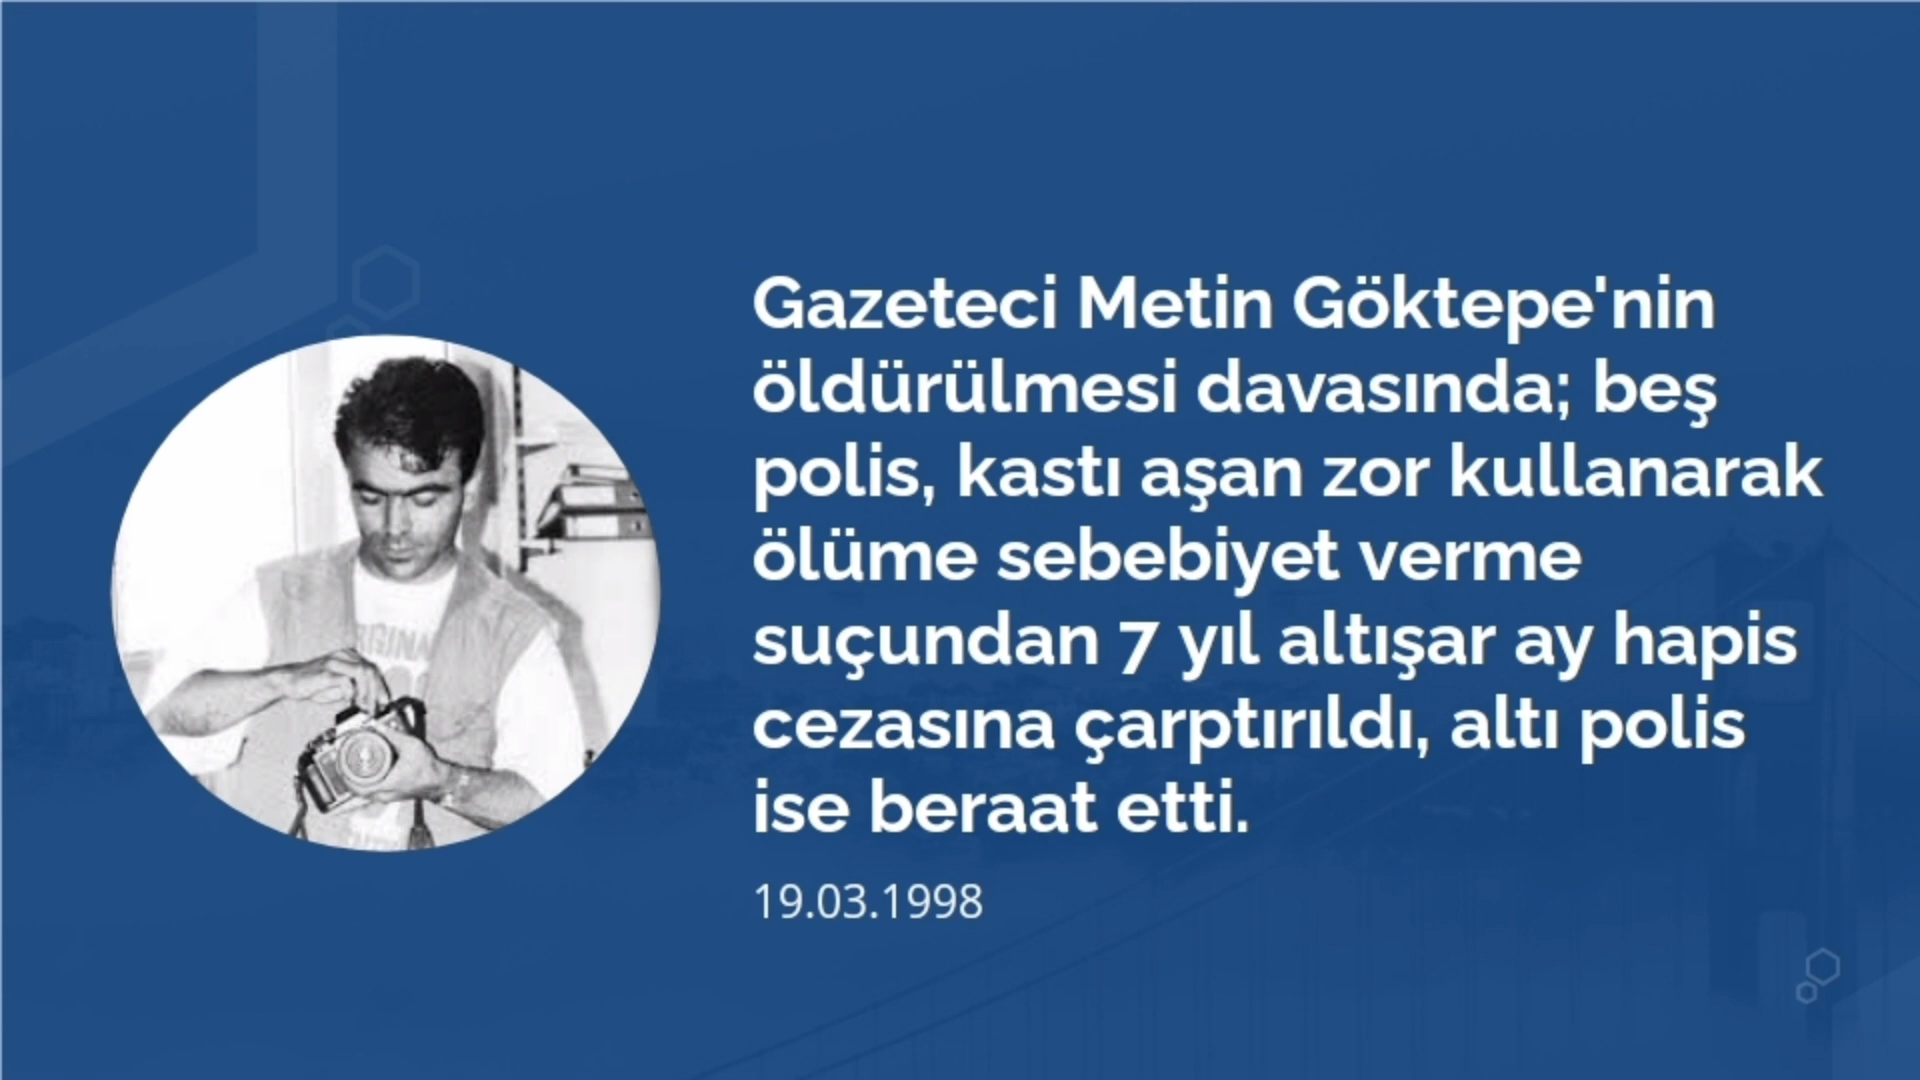 Gazeteci Metin Göktepe'nin
öldürülmesi davasında; beş
polis, kastı aşan zor kullanarak
ölüme sebebiyet verme
suçundan 7 yıl altışar ay hapis
cezasına çarptırıldı, altı polis
ise beraat etti.
19.03.1998